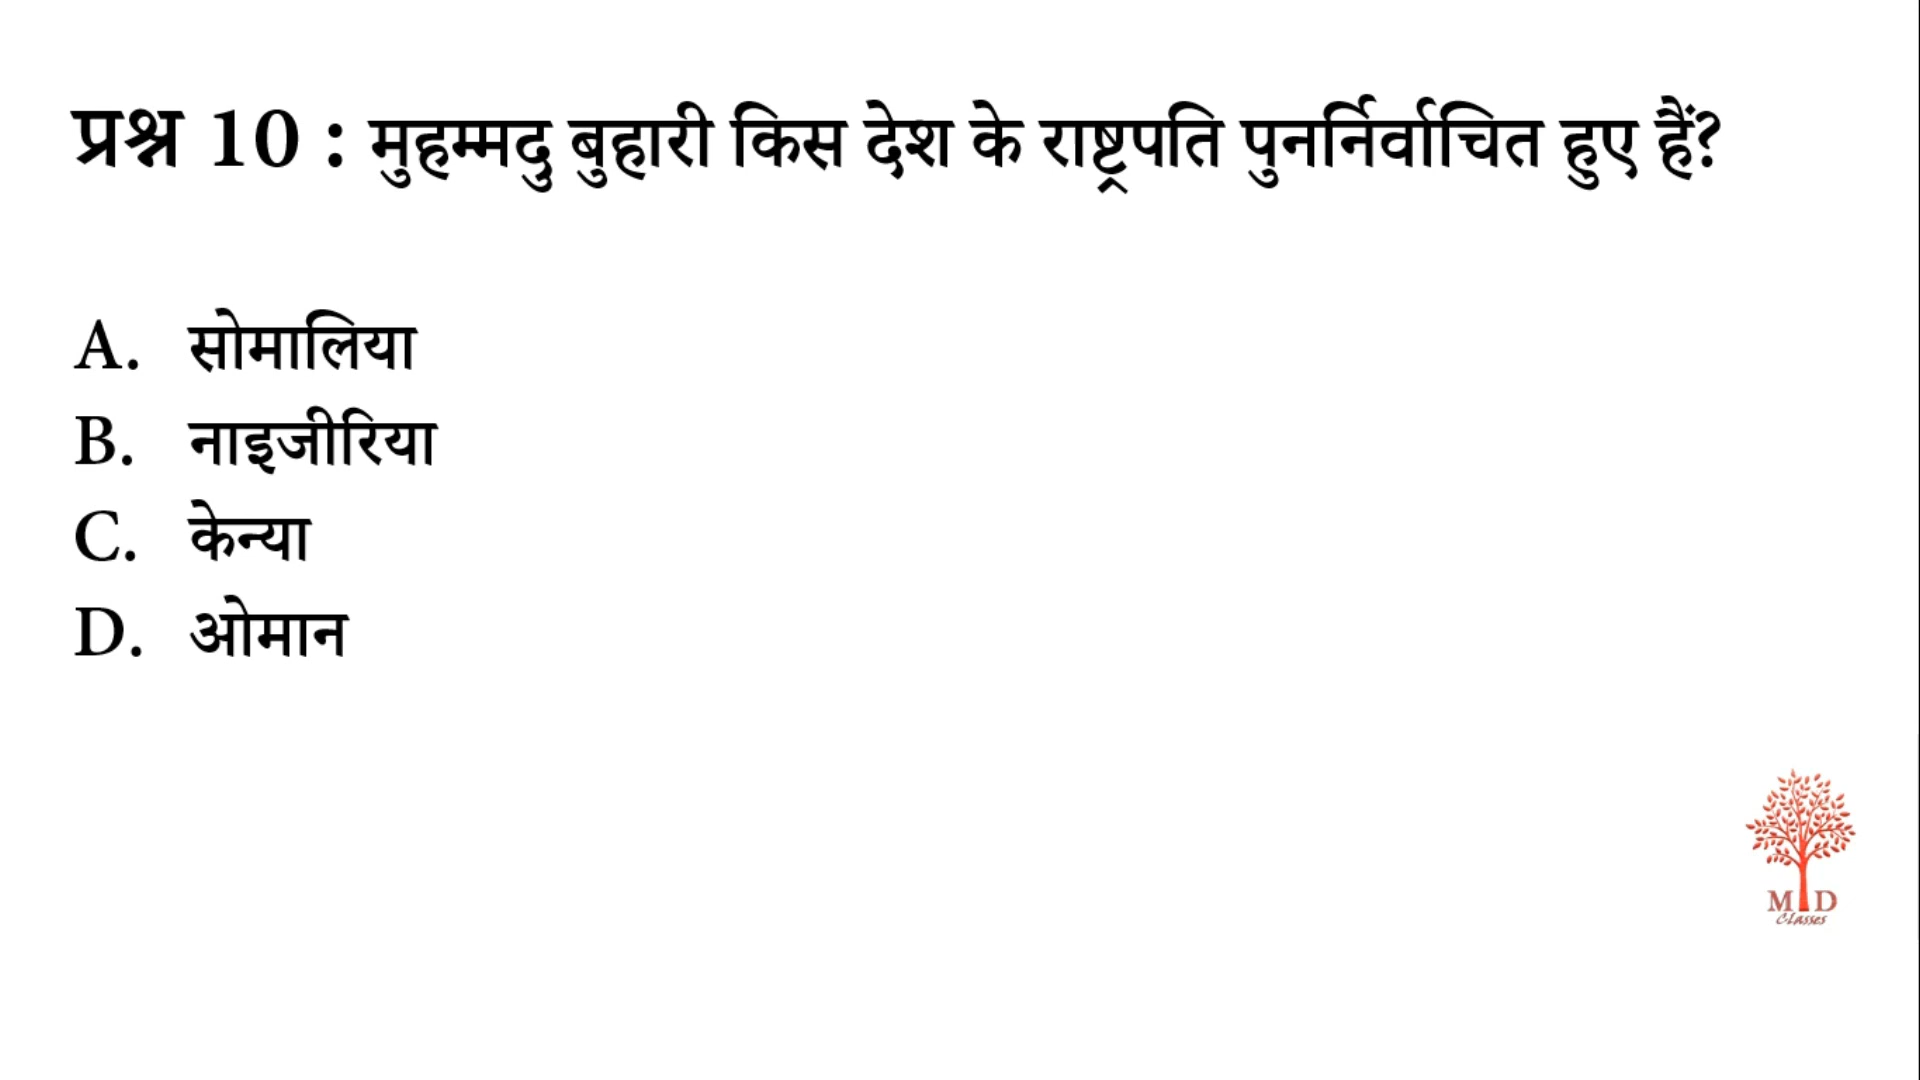 प्रश्न 10 : मुहम्मदु बुहारी किस देश के राष्ट्रपति पुनर्निर्वाचित हुए हैं?
A. सोमालिया
B. नाइजीरिया
C. केन्या
D. ओमान
M D
Classes